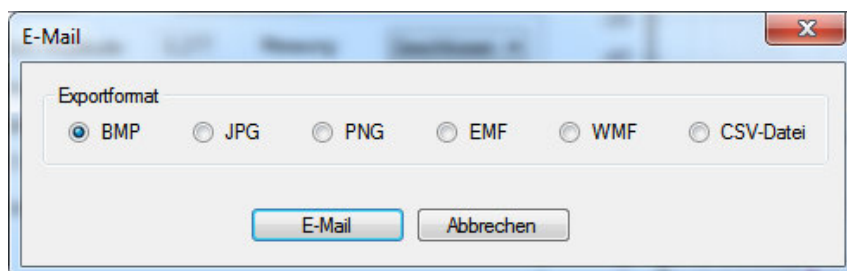 E-Mail
Exportformat
BMP JPG PNG EMF WMF CSV-Datei
E-Mail Abbrechen